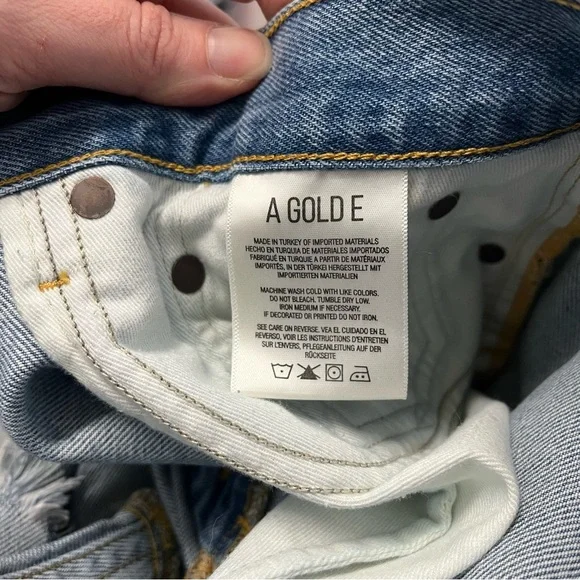 A GOLD E
MADE IN TURKEY OF IMPORTED MATERIALS
HECHO EN TURQUIA DE MATERIALES IMPORTADOS
FABRIQUÉ EN TURQUIE A PARTIR DE MATÉRIAUX
IMPORTÉS, IN DER TÜRKEI HERGESTELLT MIT
IMPORTIERTEN MATERIALIEN
MACHINE WASH COLD WITH LIKE COLORS.
DO NOT BLEACH. TUMBLE DRY LOW.
IRON MEDIUM IF NECESSARY.
IF DECORATED OR PRINTED DO NOT IRON.
SEE CARE ON REVERSE. VEA EL CUIDADO EN EL
REVERSO, VOIR LES INSTRUCTIONS D'ENTRETIEN
SUR L'ENVERS, PFLEGEANLEITUNG AUF DER
RÜCKSEITE